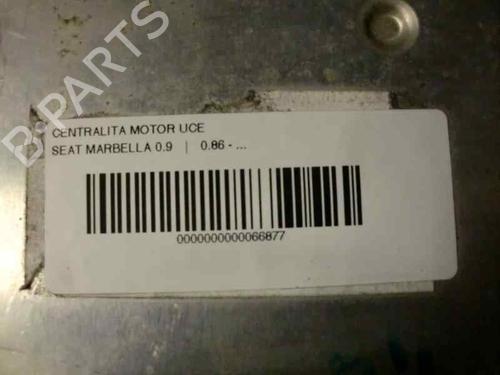 CENTRALITA MOTOR UCE
SEAT MARBELLA 0.9 | 0.86 - ...
0000000000066877
B-PARTS